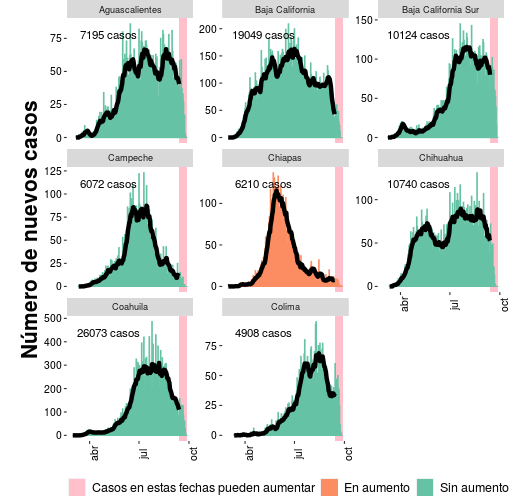 Número de nuevos casos
Aguascalientes
Baja California
Baja California Sur
7195 casos
19049 casos
10124 casos
75
50
25
0
200
150
100
50
0
150
100
50
0
Campeche
Chiapas
Chihuahua
6072 casos
6210 casos
10740 casos
125
100
75
50
25
0
100
50
0
100
50
0
abr
jul
oct
Coahuila
Colima
26073 casos
4908 casos
500
400
300
200
100
0
75
50
25
0
abr
jul
oct
abr
jul
oct
Casos en estas fechas pueden aumentar
En aumento
Sin aumento